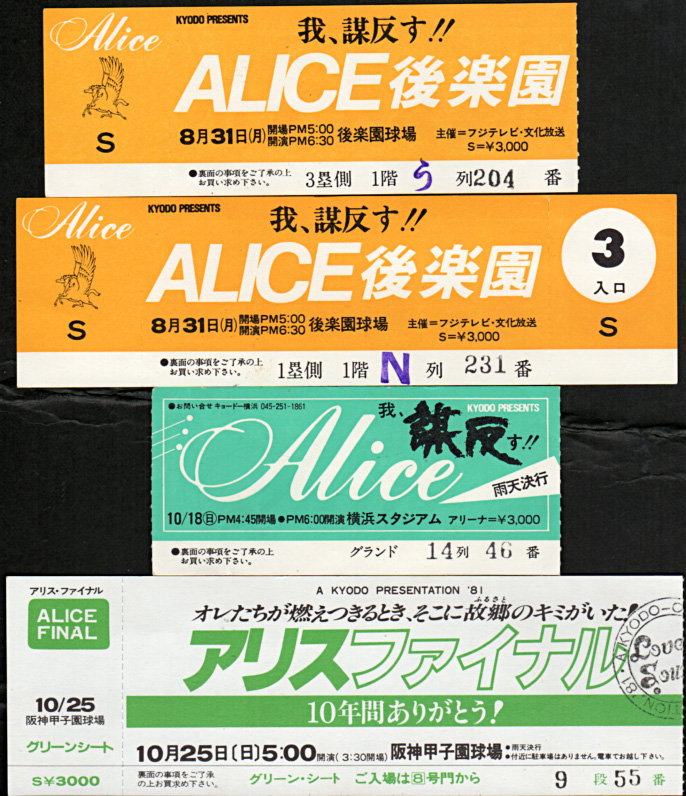 Alice
KYODO PRESENTS
我、謀反す!!
ALICE後楽園
S
8月31日(月)開場PM5:00 開演PM6:30 後楽園球場
主催=フジテレビ・文化放送
S=¥3,000
●裏面の事項をご了承の上
お買い求め下さい。
3塁側 1階 う 列204 番
Alice
KYODO PRESENTS
我、謀反す!!
ALICE後楽園
3
入口
S
S
8月31日(月)開場PM5:00 開演PM6:30 後楽園球場
主催=フジテレビ・文化放送
S=¥3,000
●裏面の事項をご了承の上
お買い求め下さい。
1塁側 1階 N 列 231 番
●お問い合せ キョードー横浜 045-251-1861
我、謀反す!!
KYODO PRESENTS
Alice
雨天決行
10/18(日)PM4:45開場●PM6:00開演 横浜スタジアム アリーナ=¥3,000
●裏面の事項をご了承の上
お買い求め下さい。
グランド 14列 46 番
アリス・ファイナル
ALICE
FINAL
10/25
阪神甲子園球場
グリーンシート
S¥3000
A KYODO PRESENTATION '81
オレたちが燃えつきるとき、そこに故郷のキミがいた!
ふるさと
アリスファイナル
10年間ありがとう!
10月25日〔日〕5:00開演(3:30開場)阪神甲子園球場
●雨天決行
●付近に駐車場はありません。電車でお越し下さい。
裏面の事項をご了承
の上お買い求め下さい。
グリーン・シート ご入場は⑧号門から
9 段 55 番